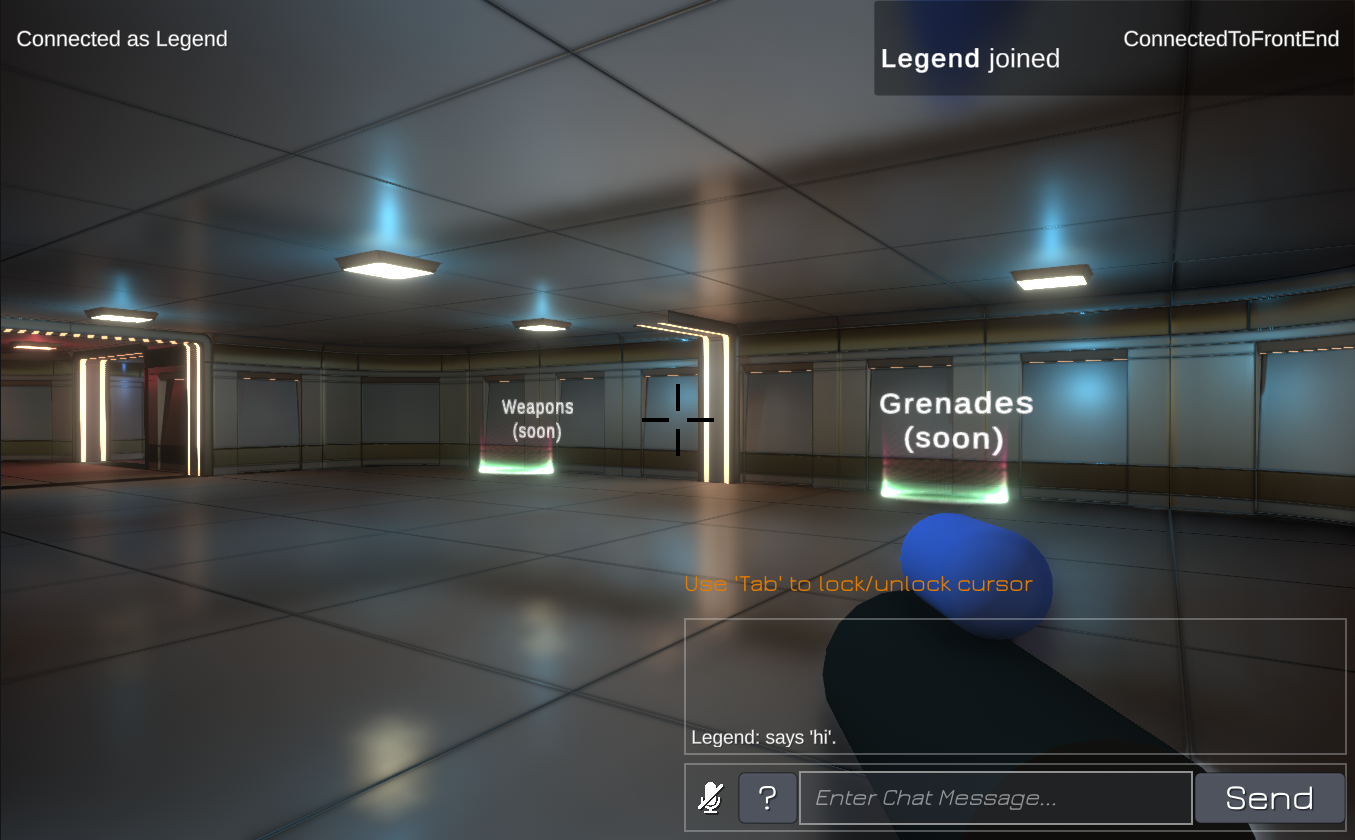 Connected as Legend
Legend joined
ConnectedToFrontEnd
Weapons
(soon)
Grenades
(soon)
Use 'Tab' to lock/unlock cursor
Legend: says 'hi'.
?
Enter Chat Message...
Send